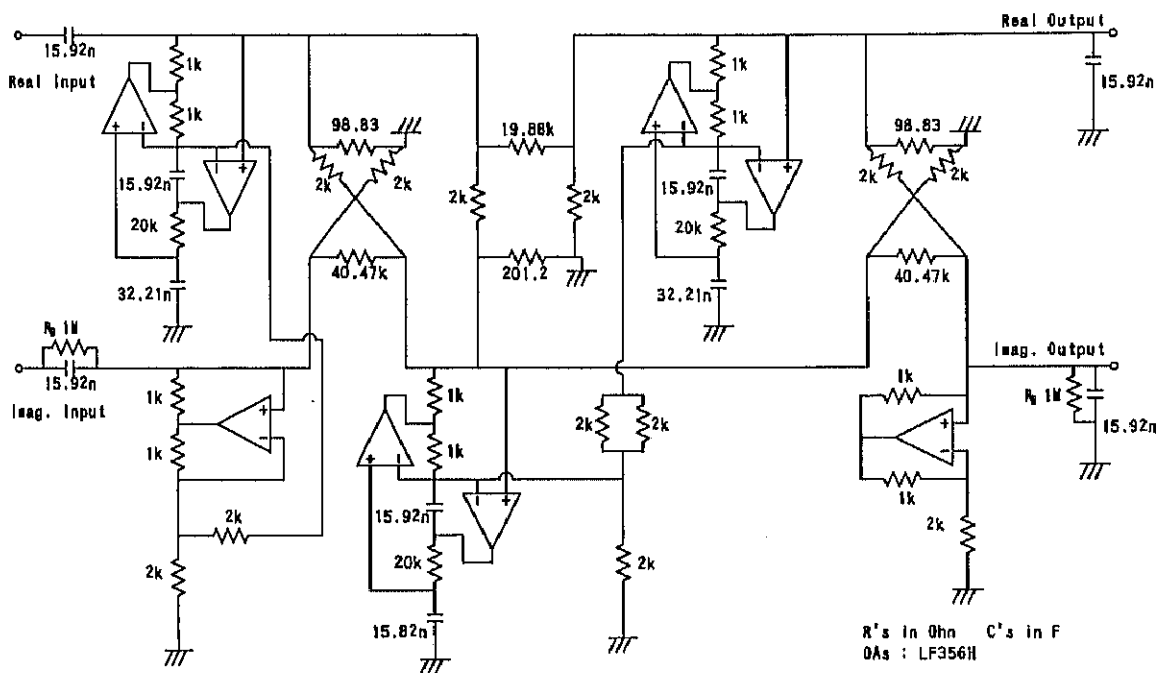 Real Output
15.92n
Real Input
1k
1k
15.92n
20k
32.21n
98.83
2k
2k
40.47k
19.88k
2k
2k
201.2
1k
1k
15.92n
20k
32.21n
98.83
2k
2k
40.47k
15.92n
R_B 1M
15.92n
Imag. Input
1k
1k
2k
2k
1k
1k
15.92n
20k
15.82n
2k
2k
2k
Imag. Output
1k
1k
2k
R_B 1M
15.92n
R's in Ohn C's in F
OAs : LF356H